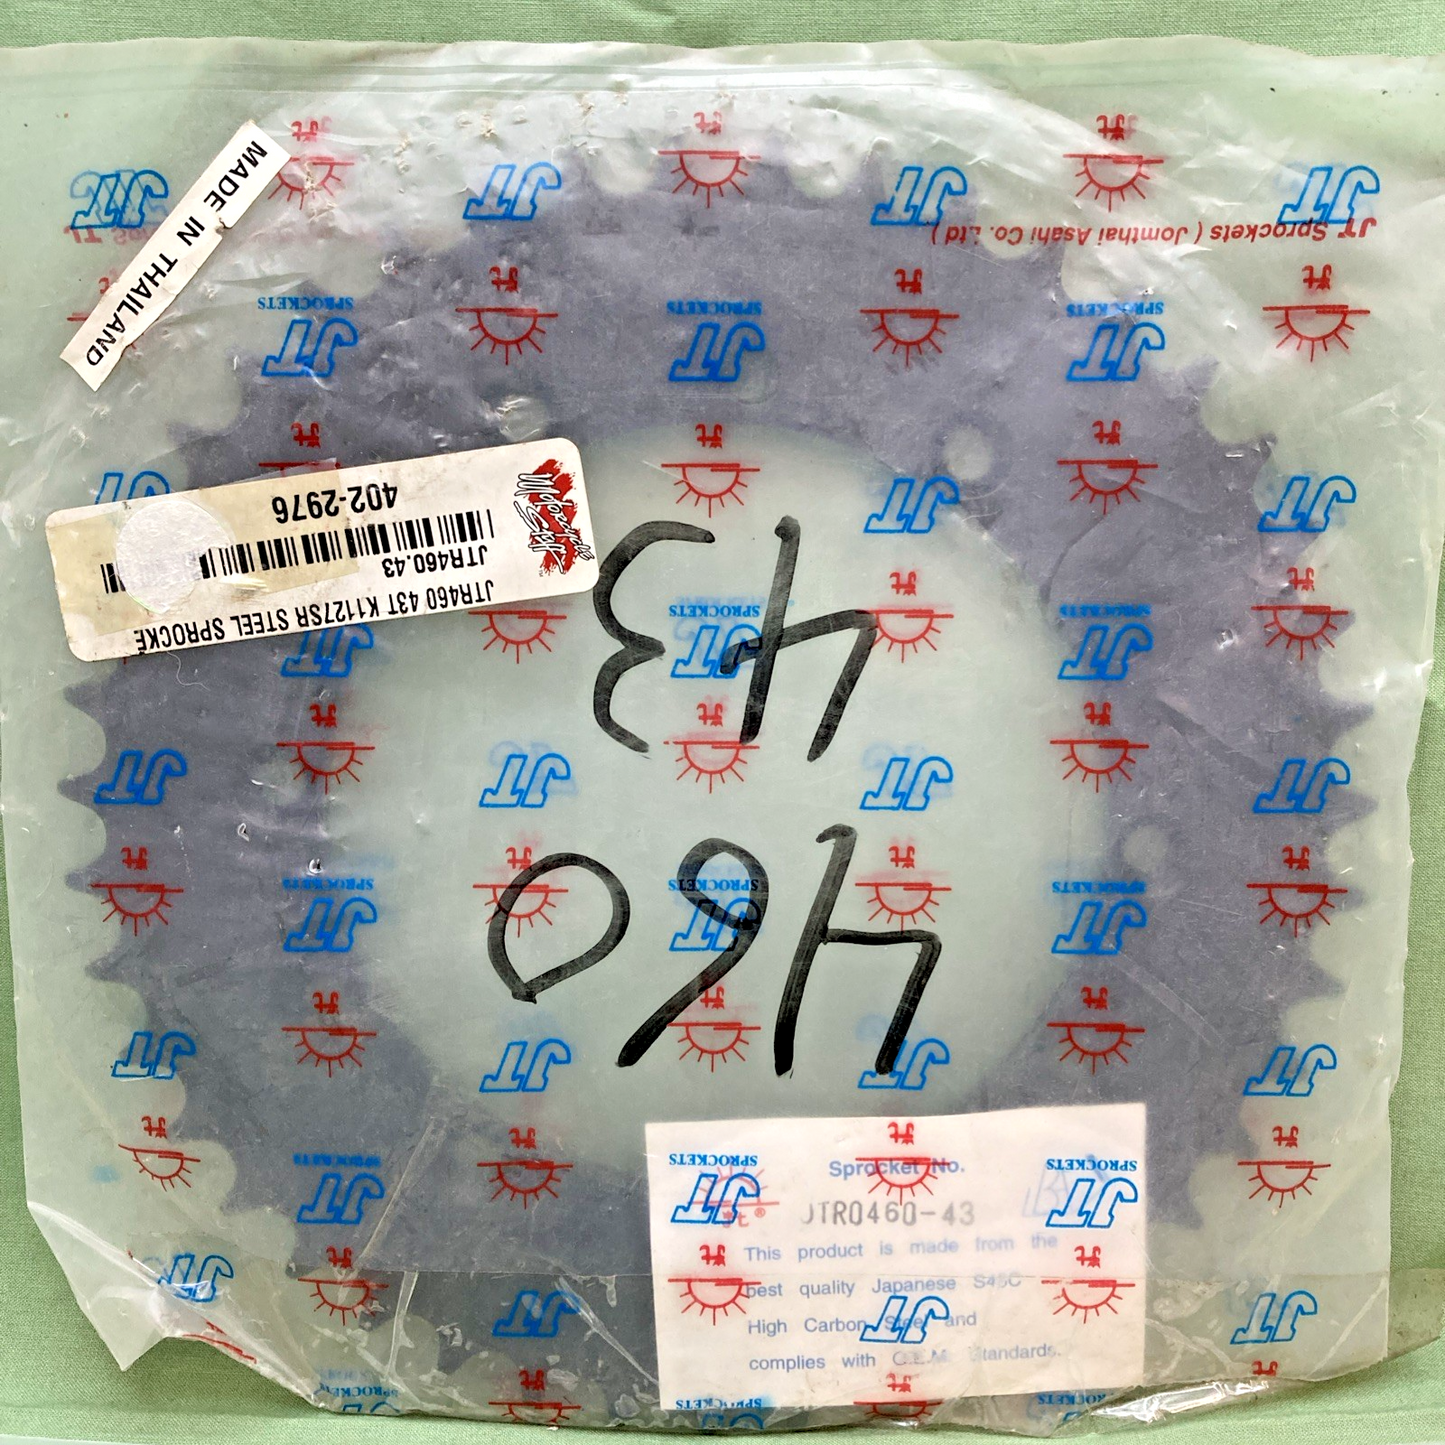 MADE IN THAILAND
JT Sprockets ( Jomthai Asahi Co. Ltd )
JT
SPROCKETS
Motorcycle Stuff
402-2976
JTR460.43
JTR460 43T K1127SR STEEL SPROCKE
43
460
Sprocket No.
JTR0460-43
This product is made from the
best quality Japanese S45C
High Carbon Steel and
complies with O.E.M. Standards.